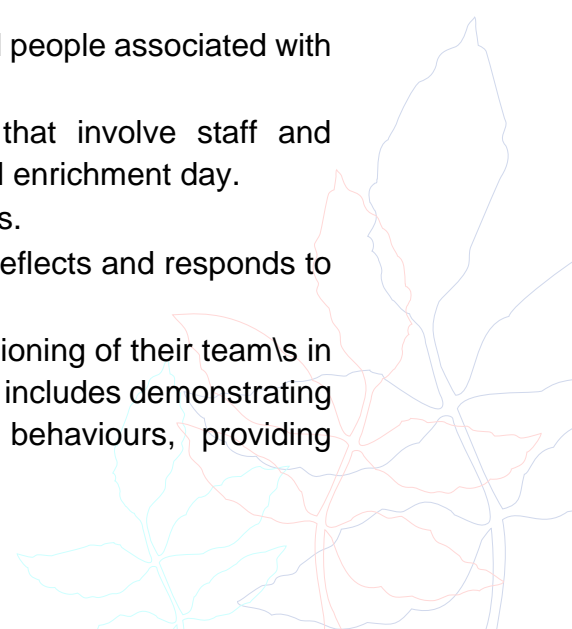 people associated with
that involve staff and
enrichment day.
eflects and responds to
ioning of their team\s in
includes demonstrating
behaviours, providing